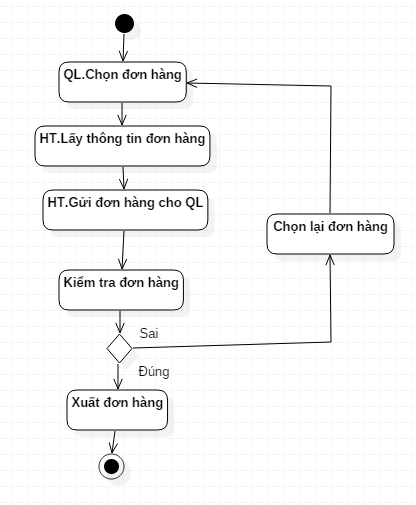 QL.Chọn đơn hàng
HT.Lấy thông tin đơn hàng
HT.Gửi đơn hàng cho QL
Chọn lại đơn hàng
Kiểm tra đơn hàng
Sai
Đúng
Xuất đơn hàng